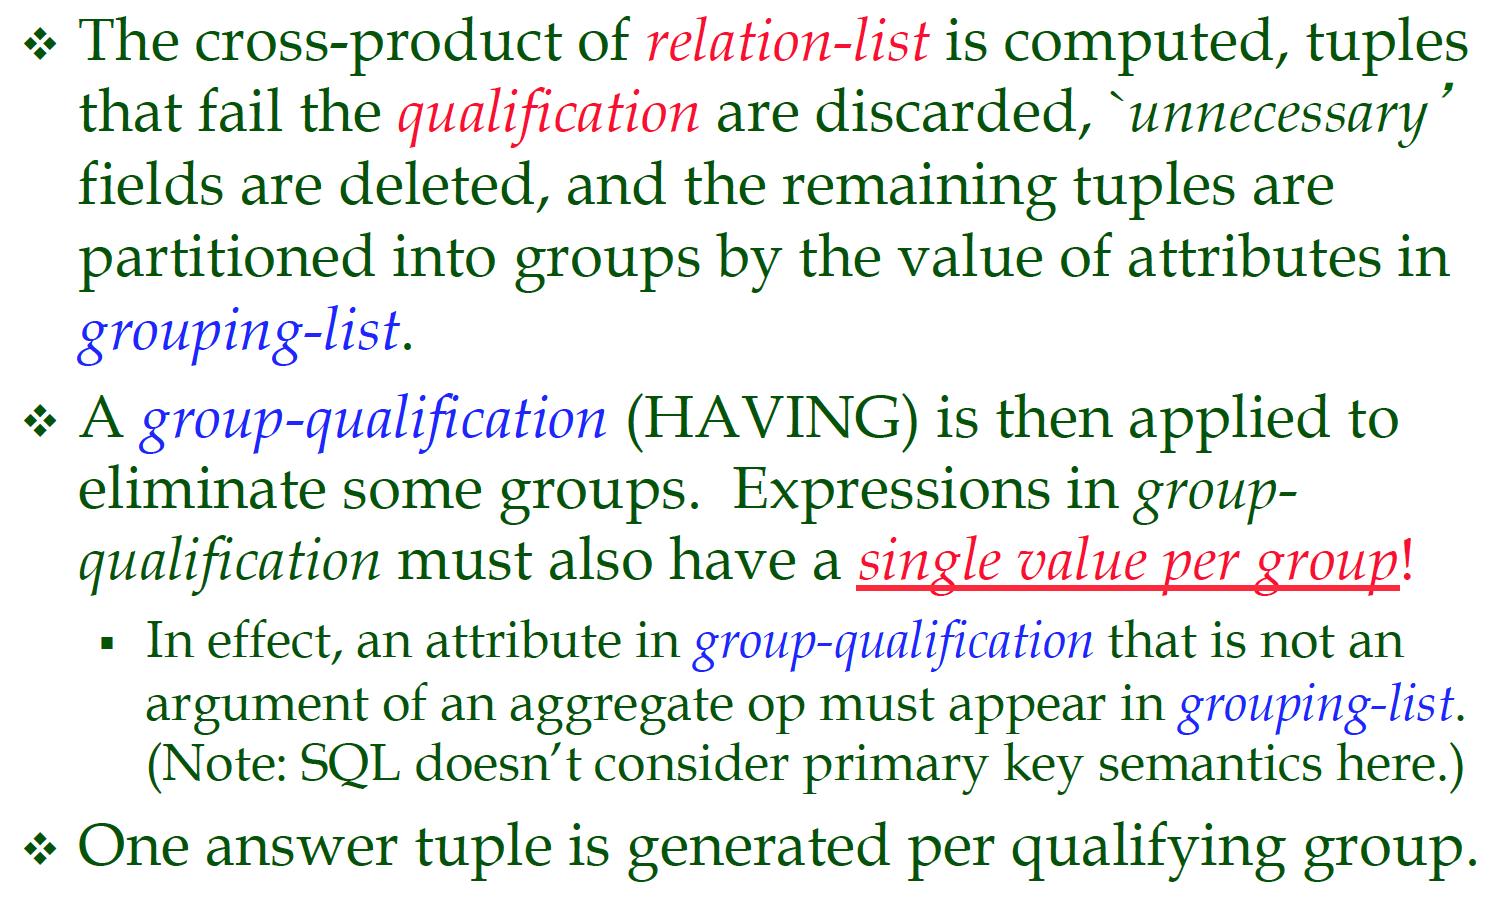 ❖ The cross-product of relation-list is computed, tuples
that fail the qualification are discarded, `unnecessary’
fields are deleted, and the remaining tuples are
partitioned into groups by the value of attributes in
grouping-list.
❖ A group-qualification (HAVING) is then applied to
eliminate some groups.  Expressions in group-
qualification must also have a single value per group!
▪ In effect, an attribute in group-qualification that is not an
argument of an aggregate op must appear in grouping-list.
(Note: SQL doesn’t consider primary key semantics here.)
❖ One answer tuple is generated per qualifying group.